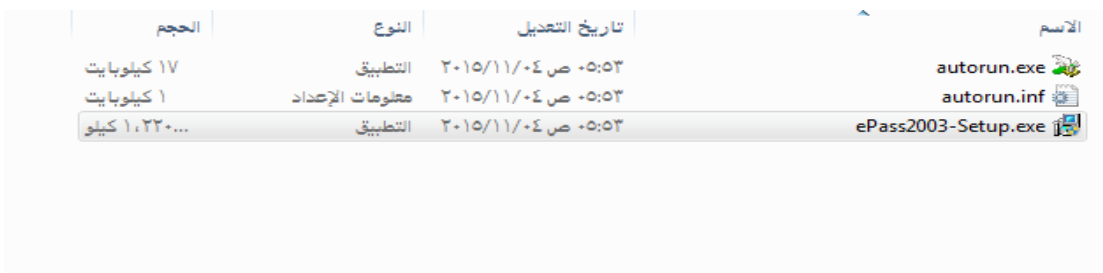 الاسم تاريخ التعديل النوع الحجم
autorun.exe ٠٥:٥٣ ص ٢٠١٥/١١/٠٤ التطبيق ١٧ كيلوبايت
autorun.inf ٠٥:٥٣ ص ٢٠١٥/١١/٠٤ معلومات الإعداد ١ كيلوبايت
ePass2003-Setup.exe ٠٥:٥٣ ص ٢٠١٥/١١/٠٤ التطبيق ١،٢٢٠ كيلو...